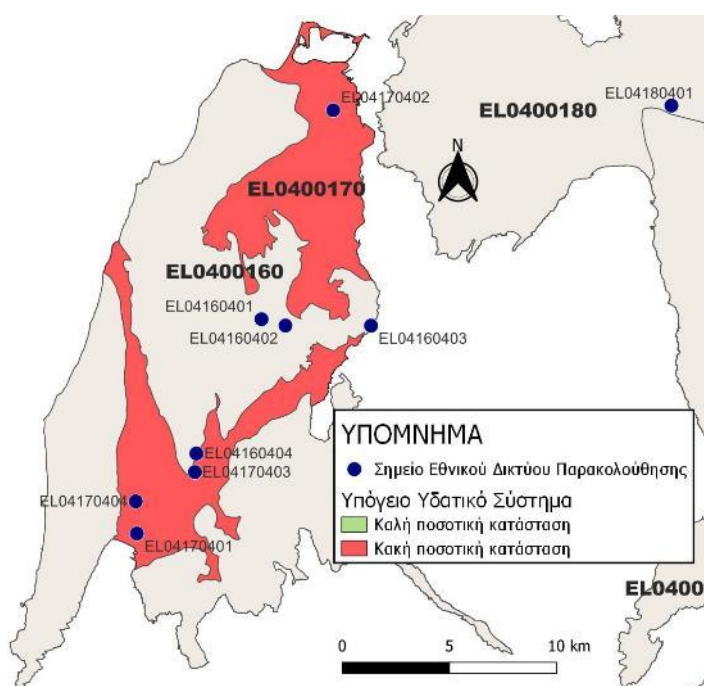 EL04170402
EL04180401
EL0400180
N
EL0400170
EL0400160
EL04160401
EL04160402
EL04160403
ΥΠΟΜΝΗΜΑ
Σημείο Εθνικού Δικτύου Παρακολούθησης
Υπόγειο Υδατικό Σύστημα
Καλή ποσοτική κατάσταση
Κακή ποσοτική κατάσταση
EL04160404
EL04170403
EL04170404
EL04170401
EL0400
0 5 10 km